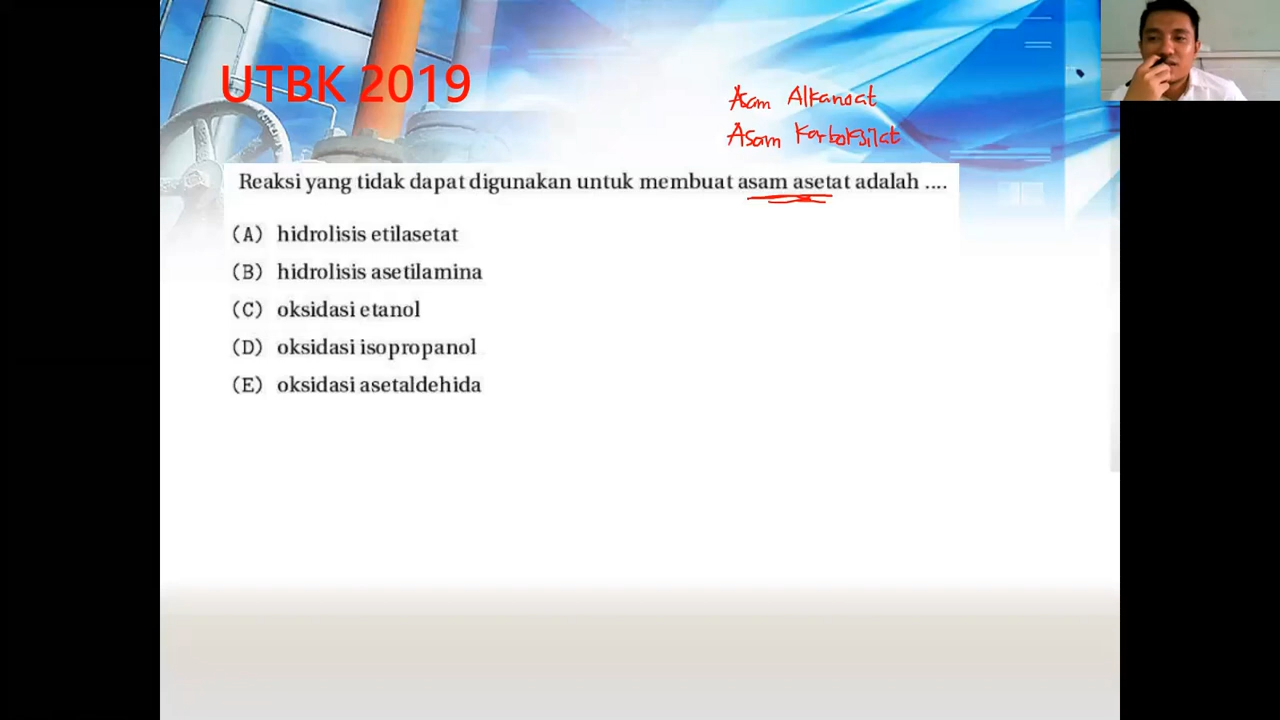 UTBK 2019
Asam Alkanoat
Asam Karboksilat
Reaksi yang tidak dapat digunakan untuk membuat asam asetat adalah ....
(A) hidrolisis etilasetat
(B) hidrolisis asetilamina
(C) oksidasi etanol
(D) oksidasi isopropanol
(E) oksidasi asetaldehida